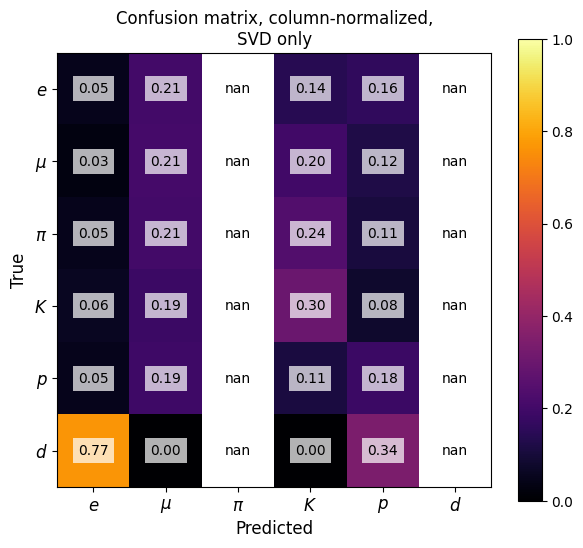 Confusion matrix, column-normalized,
SVD only
e 0.05 0.21 nan 0.14 0.16 nan
μ 0.03 0.21 nan 0.20 0.12 nan
π 0.05 0.21 nan 0.24 0.11 nan
K 0.06 0.19 nan 0.30 0.08 nan
p 0.05 0.19 nan 0.11 0.18 nan
d 0.77 0.00 nan 0.00 0.34 nan
e μ π K p d
Predicted
True
1.0
0.8
0.6
0.4
0.2
0.0